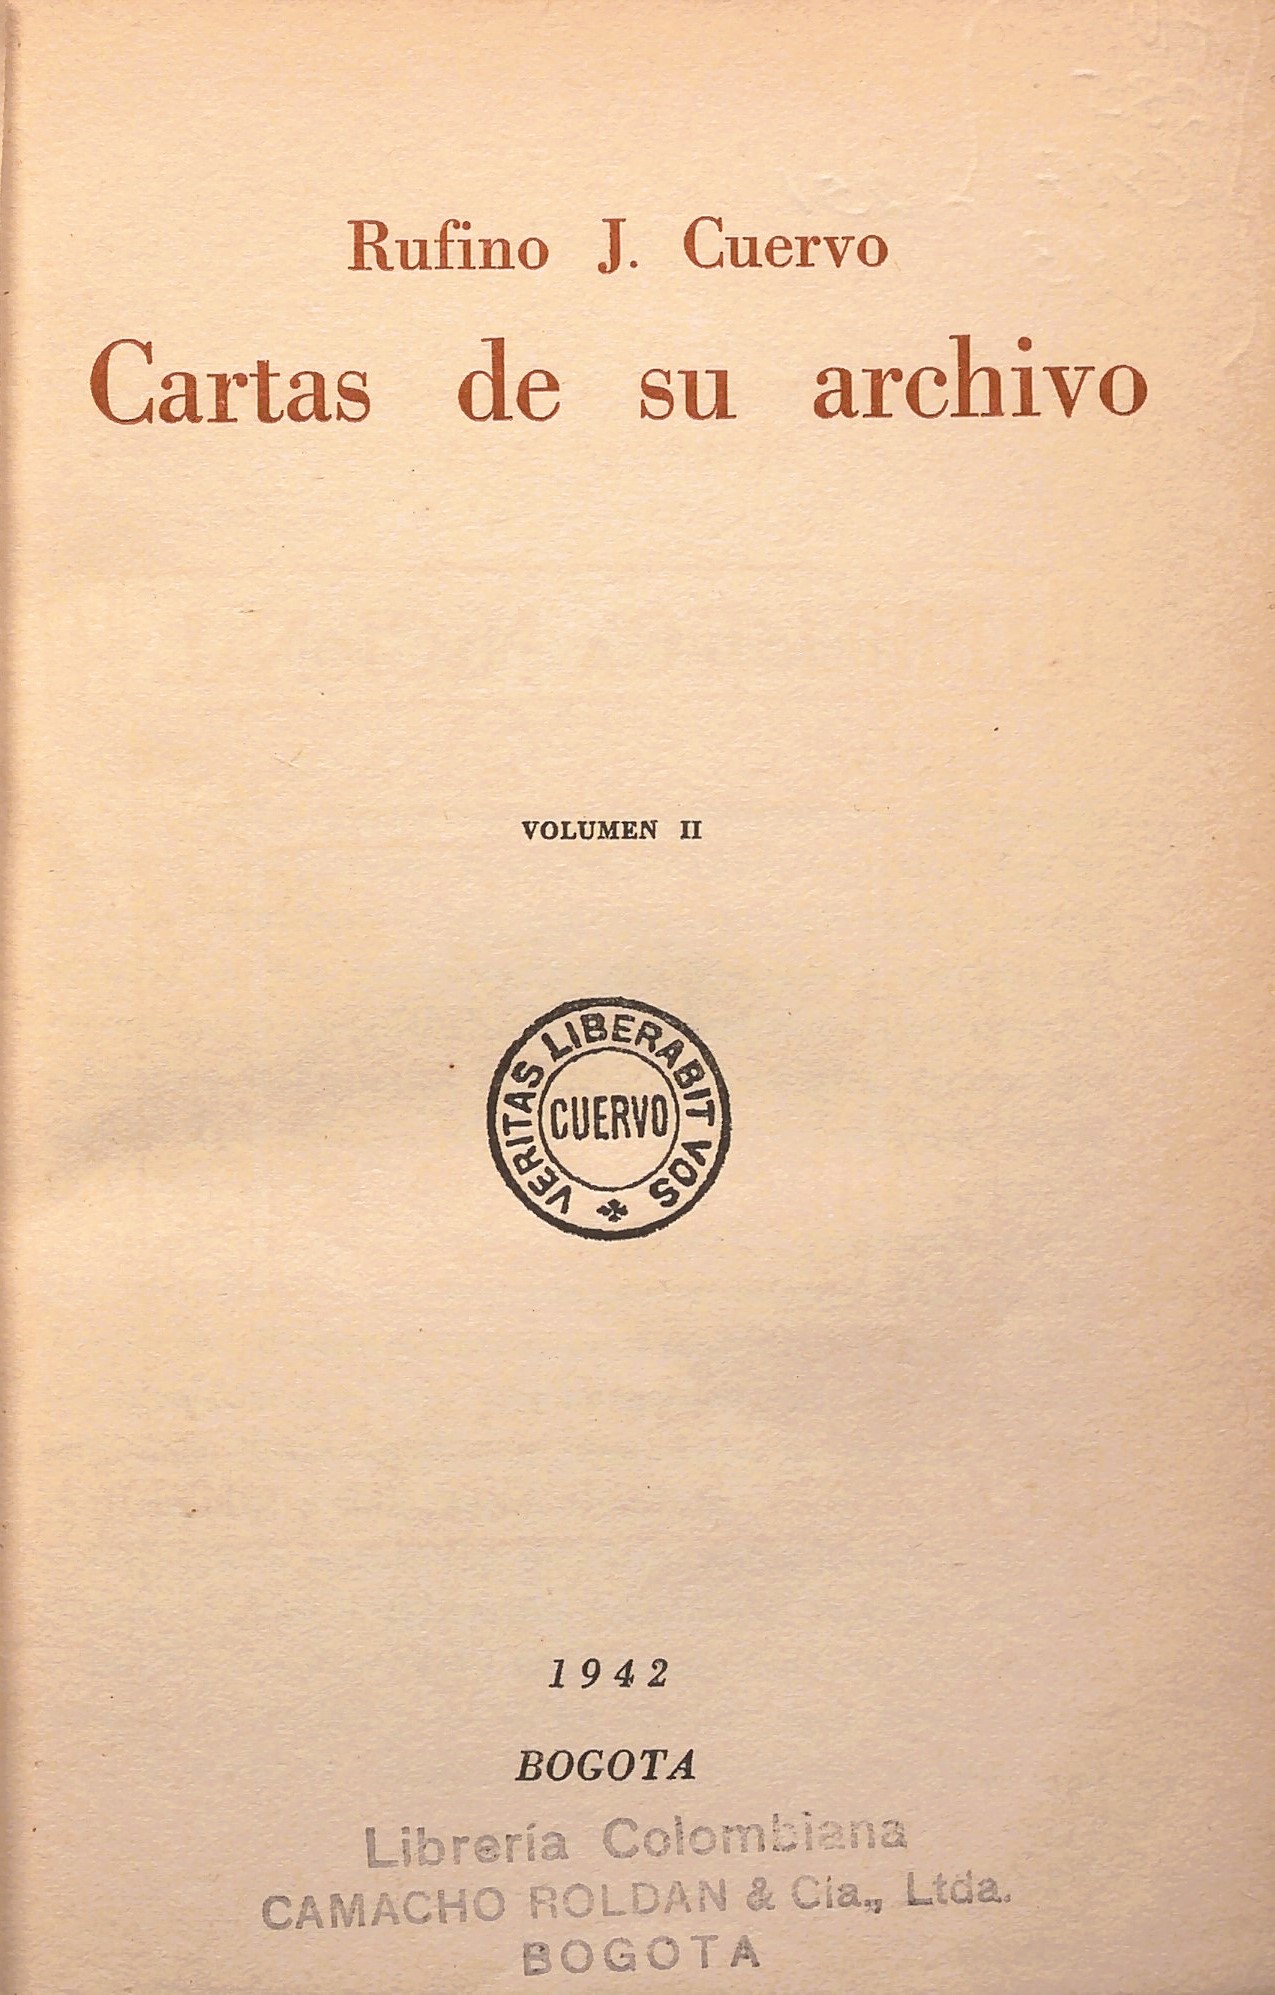 Rufino J. Cuervo
Cartas de su archivo
VOLUMEN II
VERITAS LIBERABIT VOS
CUERVO
1942
BOGOTA
Librería Colombiana
CAMACHO ROLDAN & Cia., Ltda.
BOGOTA